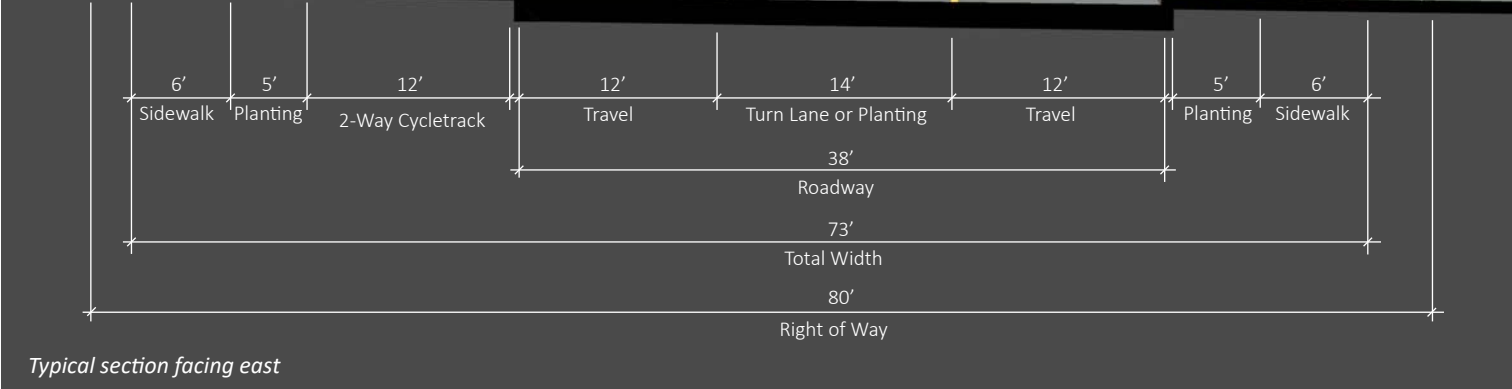 6’ 5’ 12’ 12’ 14’ 12’ 5’ 6’
Sidewalk Planting 2-Way Cycletrack Travel Turn Lane or Planting Travel Planting Sidewalk
38’
Roadway
73’
Total Width
80’
Right of Way
Typical section facing east